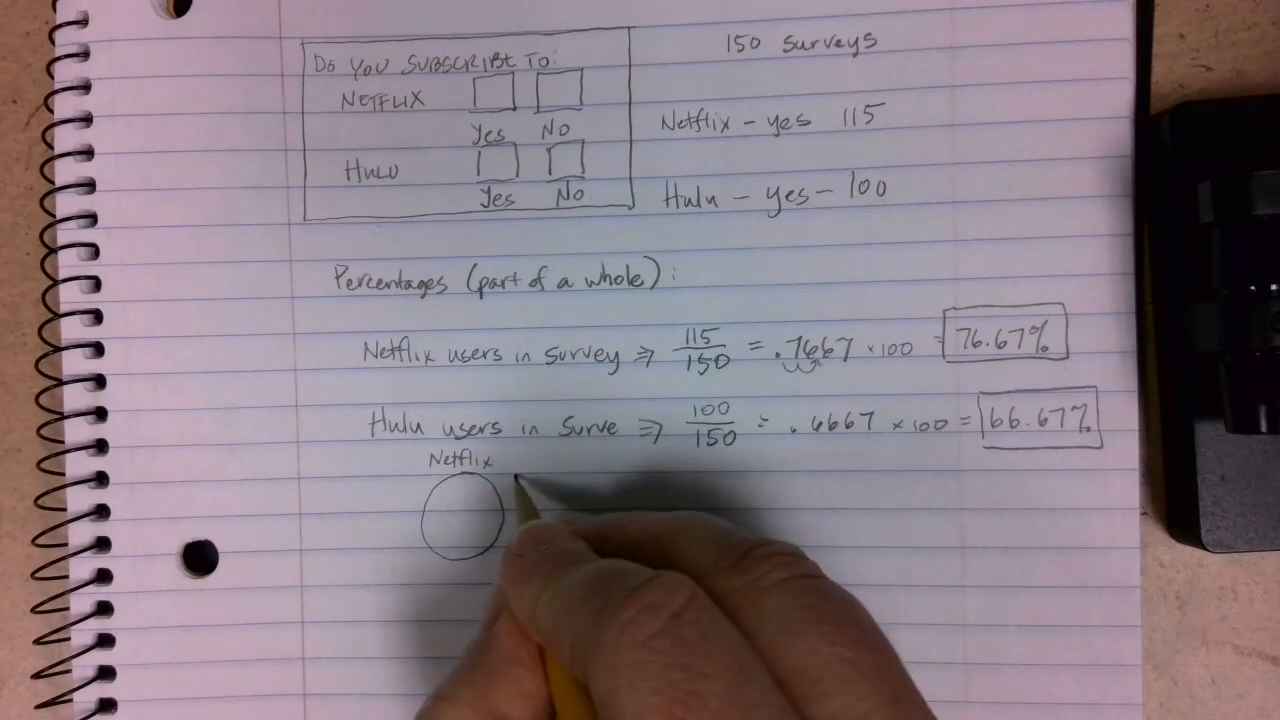 DO YOU SUBSCRIBE TO:
NETFLIX
Yes No
HULU
Yes No
150 surveys
Netflix - yes 115
Hulu - yes - 100
Percentages (part of a whole):
Netflix users in survey ⇒ 115/150 = .7667 × 100 = 76.67%
Hulu users in Surve ⇒ 100/150 = .6667 × 100 = 66.67%
Netflix